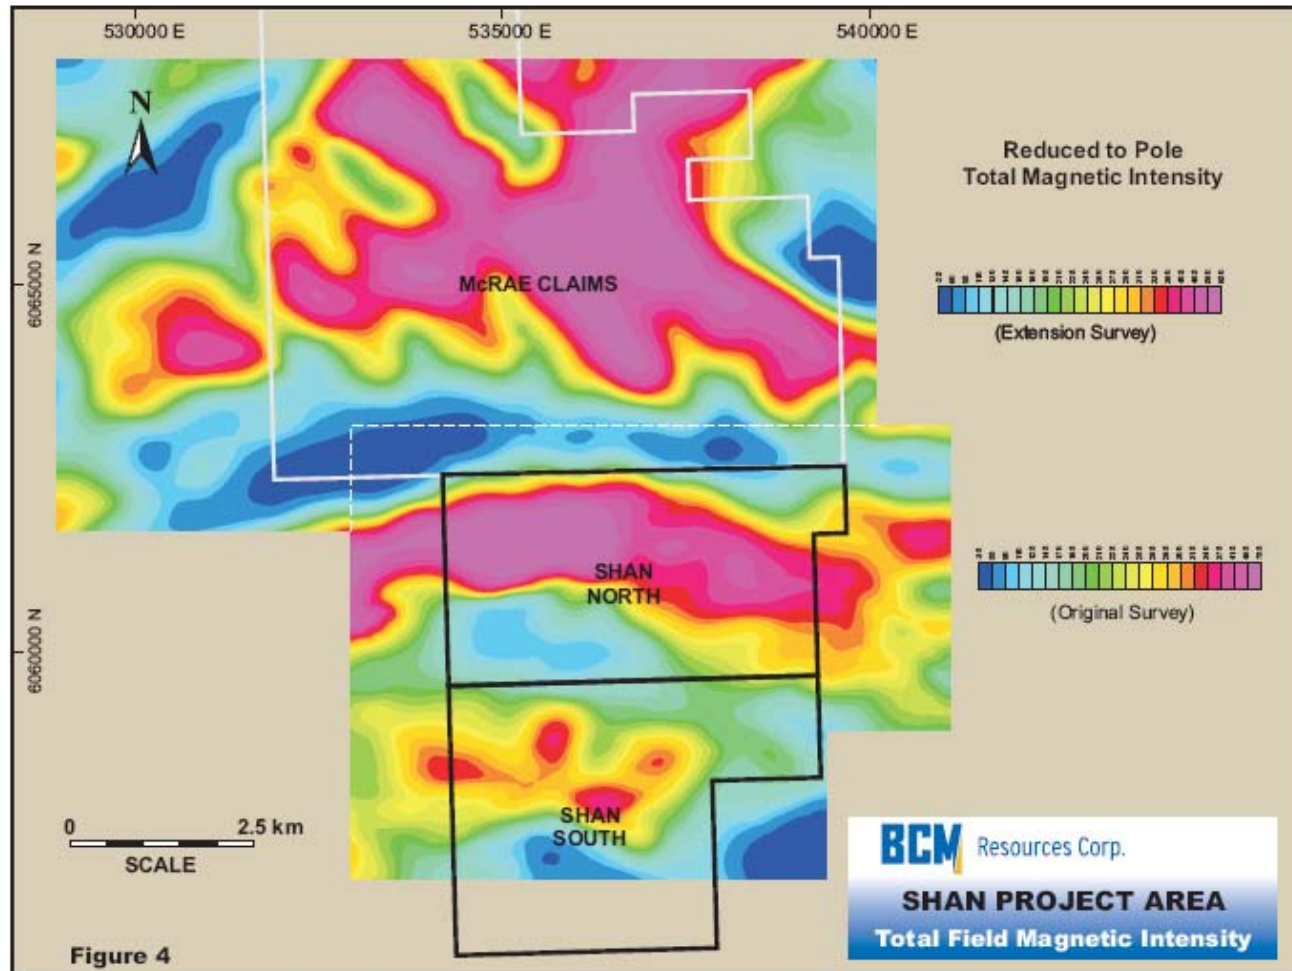 530000 E
535000 E
540000 E
N
Reduced to Pole
Total Magnetic Intensity
6065000 N
McRAE CLAIMS
(Extension Survey)
SHAN
NORTH
(Original Survey)
6060000 N
SHAN
SOUTH
0
2.5 km
SCALE
BCM Resources Corp.
SHAN PROJECT AREA
Total Field Magnetic Intensity
Figure 4